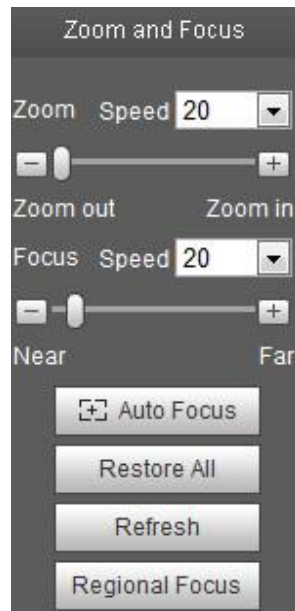 Zoom and Focus
Zoom Speed 20
Zoom out Zoom in
Focus Speed 20
Near Far
Auto Focus
Restore All
Refresh
Regional Focus